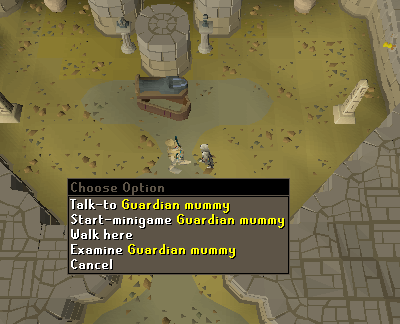 Choose Option
Talk-to Guardian mummy
Start-minigame Guardian mummy
Walk here
Examine Guardian mummy
Cancel